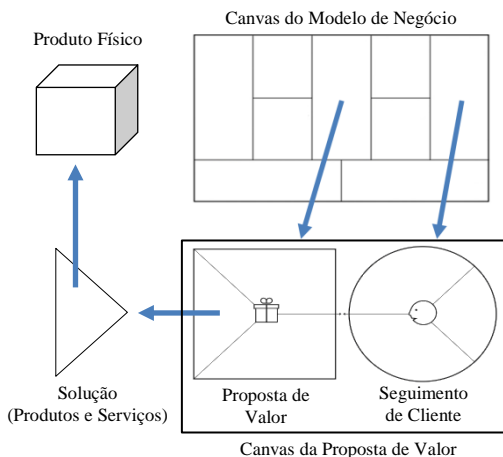 Canvas do Modelo de Negócio
Produto Físico
Solução
(Produtos e Serviços)
Proposta de
Valor
Seguimento
de Cliente
Canvas da Proposta de Valor